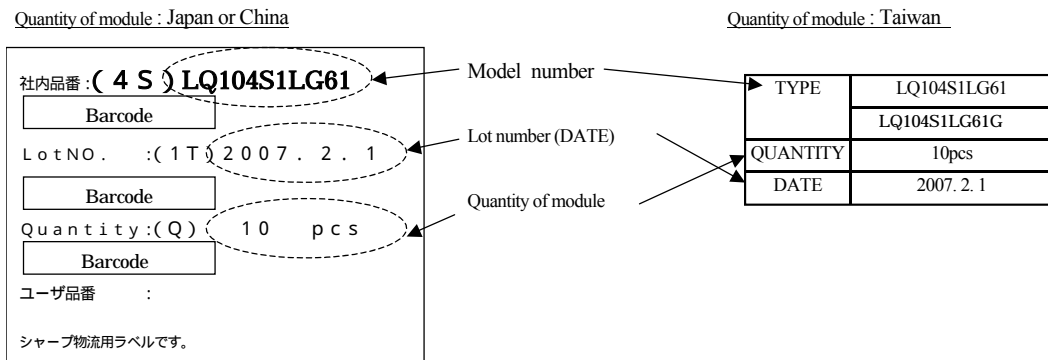 Quantity of module : Japan or China
Quantity of module : Taiwan
社内品番 : ( 4 S ) LQ104S1LG61
Barcode
LotNO. :(1T) 2007. 2. 1
Barcode
Quantity:(Q) 10 pcs
Barcode
ユーザ品番 :
シャープ物流用ラベルです。
Model number
Lot number (DATE)
Quantity of module
TYPE LQ104S1LG61
LQ104S1LG61G
QUANTITY 10pcs
DATE 2007. 2. 1